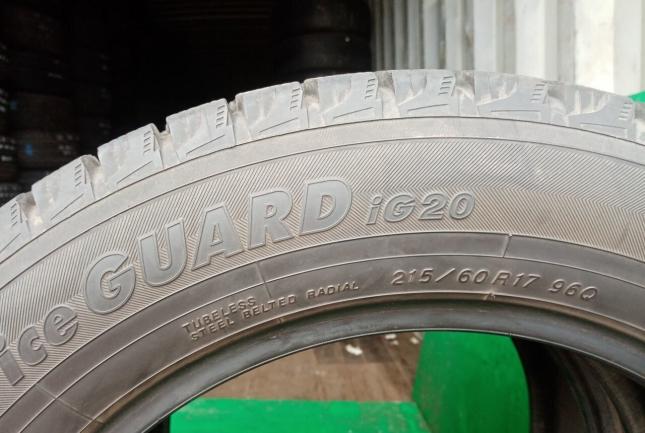 ice GUARD iG20
TUBELESS
STEEL BELTED RADIAL
215/60R17 96Q